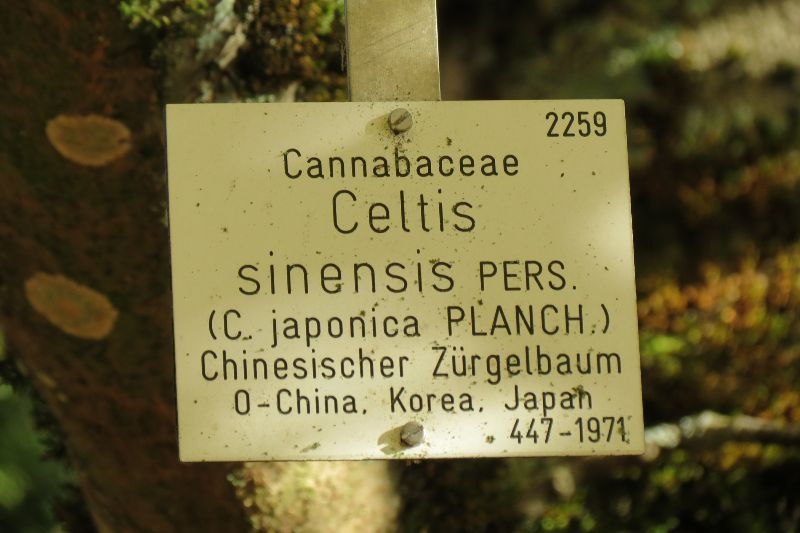 2259
Cannabaceae
Celtis
sinensis PERS.
(C. japonica PLANCH.)
Chinesischer Zürgelbaum
O-China, Korea, Japan
447-1971